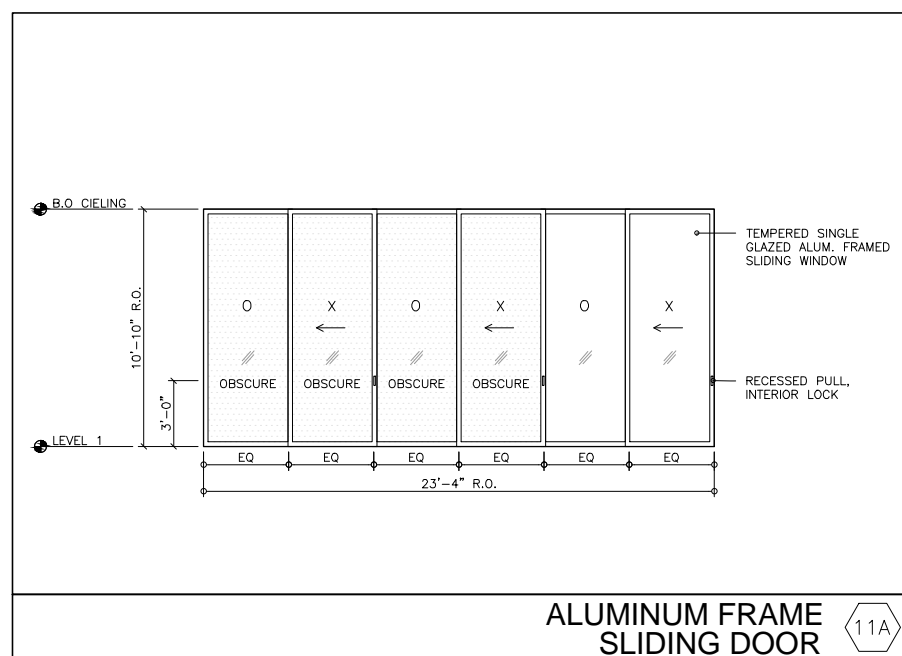 B.O CIELING
10'-10" R.O.
3'-0"
LEVEL 1
O X O X O X
OBSCURE OBSCURE OBSCURE OBSCURE
EQ EQ EQ EQ EQ EQ
23'-4" R.O.
TEMPERED SINGLE
GLAZED ALUM. FRAMED
SLIDING WINDOW
RECESSED PULL,
INTERIOR LOCK
ALUMINUM FRAME
SLIDING DOOR
11A